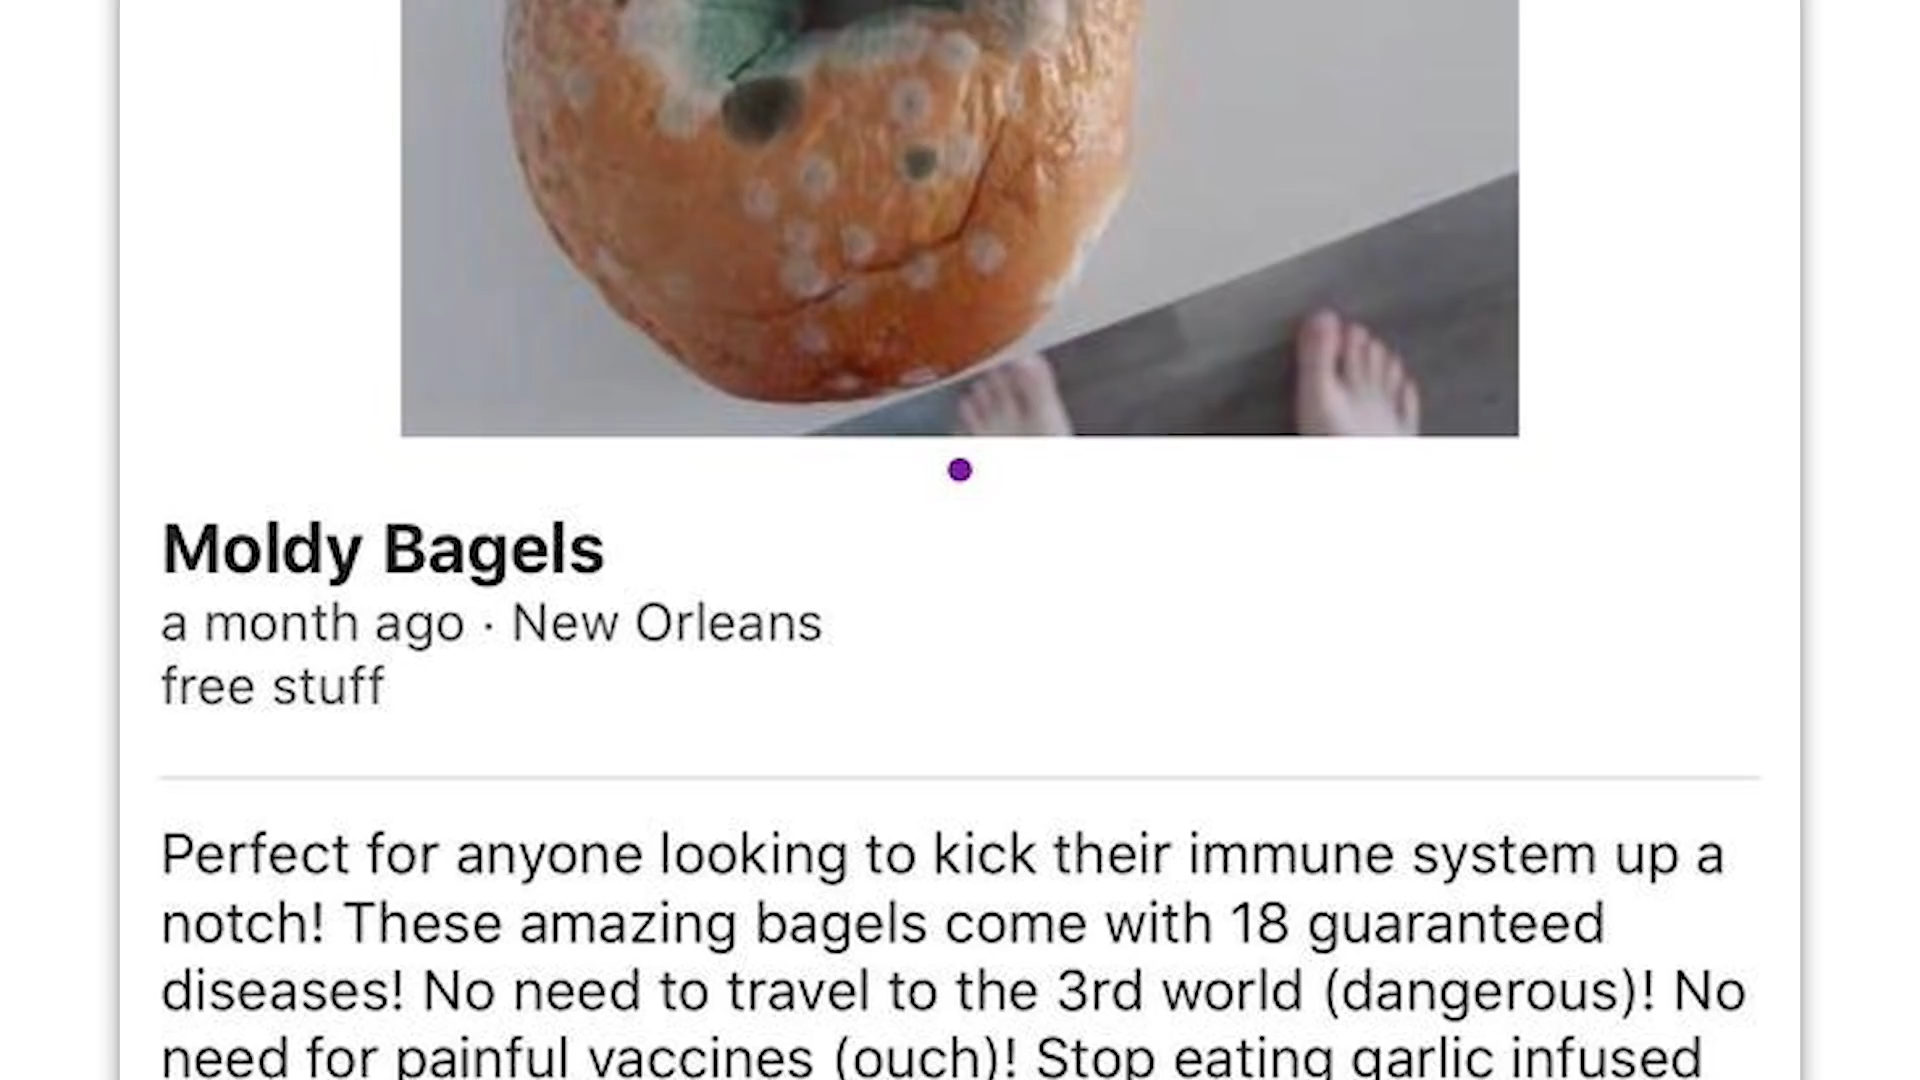 Moldy Bagels
a month ago · New Orleans
free stuff
Perfect for anyone looking to kick their immune system up a
notch! These amazing bagels come with 18 guaranteed
diseases! No need to travel to the 3rd world (dangerous)! No
need for painful vaccines (ouch)! Stop eating garlic infused